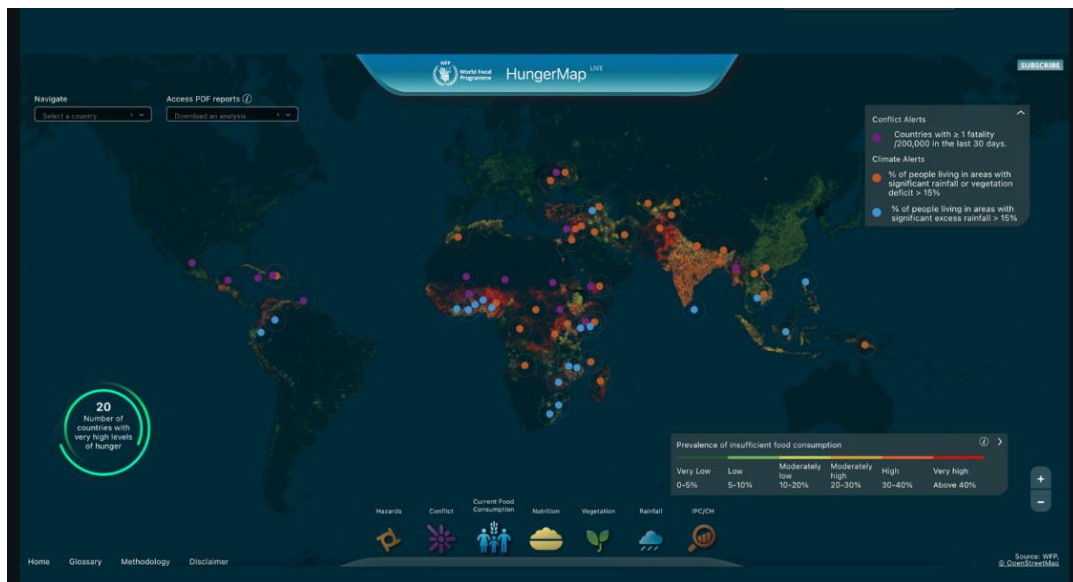 WFP
World Food
Programme
HungerMap LIVE
SUBSCRIBE
Navigate
Select a country
Access PDF reports
Download an analysis
Conflict Alerts
Countries with ≥ 1 fatality
/200,000 in the last 30 days.
Climate Alerts
% of people living in areas with
significant rainfall or vegetation
deficit > 15%
% of people living in areas with
significant excess rainfall > 15%
20
Number of
countries with
very high levels
of hunger
Prevalence of insufficient food consumption
Very Low
0-5%
Low
5-10%
Moderately
low
10-20%
Moderately
high
20-30%
High
30-40%
Very high
Above 40%
Hazards
Conflict
Current Food
Consumption
Nutrition
Vegetation
Rainfall
IPC/CH
Home
Glossary
Methodology
Disclaimer
Source: WFP,
© OpenStreetMap